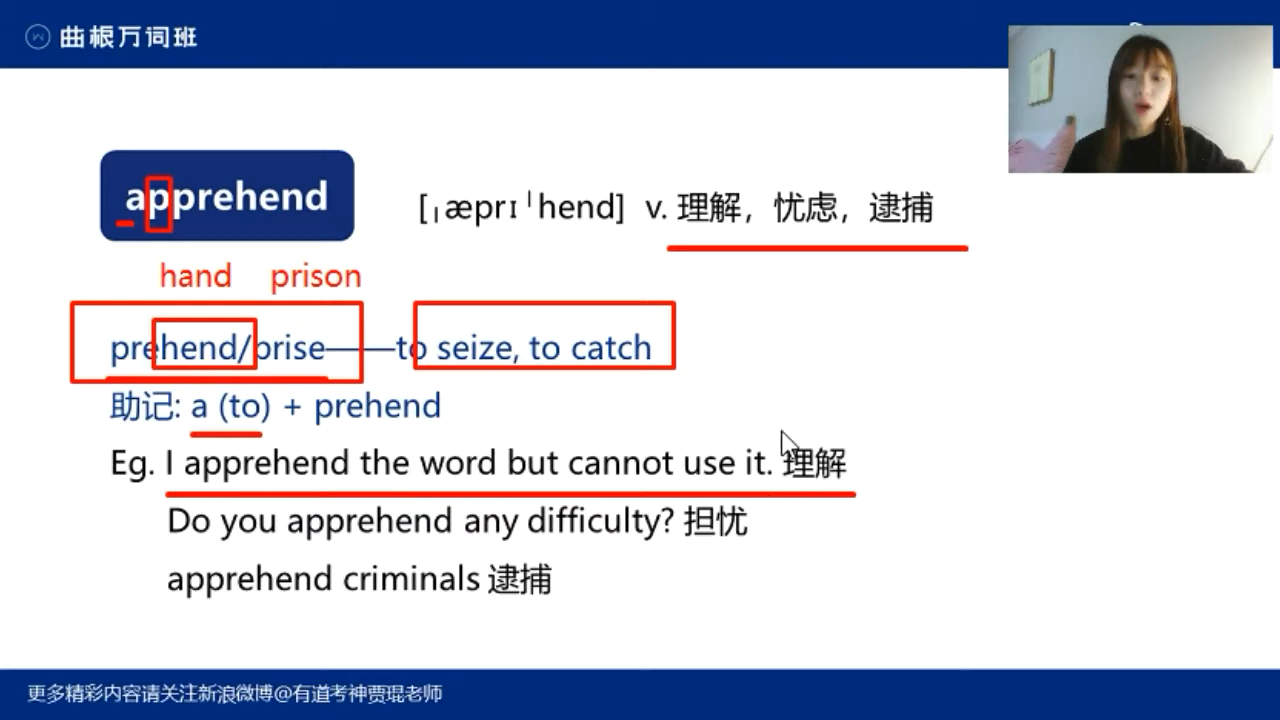 曲根万词班
apprehend
[ˌæprɪˈhend] v. 理解，忧虑，逮捕
hand prison
prehend/prise——to seize, to catch
助记: a (to) + prehend
Eg. I apprehend the word but cannot use it. 理解
Do you apprehend any difficulty? 担忧
apprehend criminals 逮捕
更多精彩内容请关注新浪微博@有道考神贾琨老师